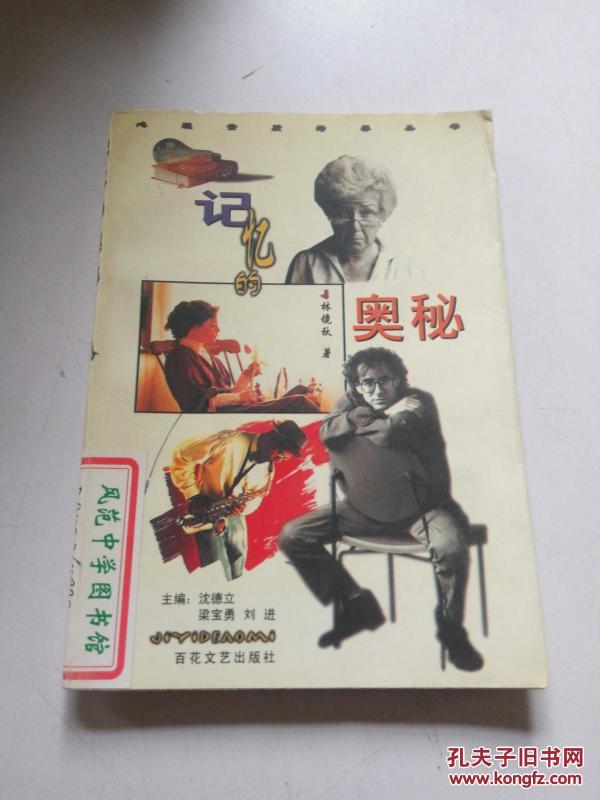 记忆的
奥秘
林镜秋 著
主编：沈德立
梁宝勇 刘 进
JiYiDEAOMi
百花文艺出版社
风范中学图书馆
孔夫子旧书网
www.kongfz.com